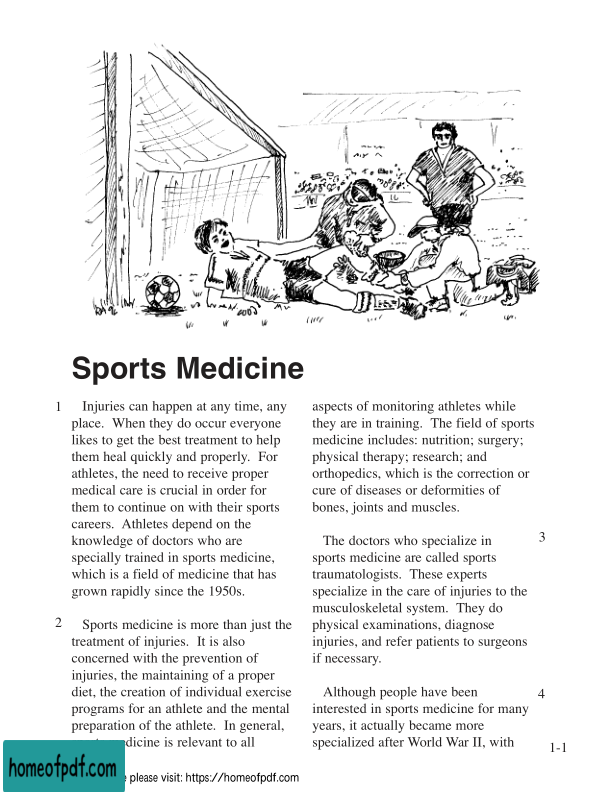 Sports Medicine
1
Injuries can happen at any time, any
place. When they do occur everyone
likes to get the best treatment to help
them heal quickly and properly. For
athletes, the need to receive proper
medical care is crucial in order for
them to continue on with their sports
careers. Athletes depend on the
knowledge of doctors who are
specially trained in sports medicine,
which is a field of medicine that has
grown rapidly since the 1950s.
2
Sports medicine is more than just the
treatment of injuries. It is also
concerned with the prevention of
injuries, the maintaining of a proper
diet, the creation of individual exercise
programs for an athlete and the mental
preparation of the athlete. In general,
is relevant to all
aspects of monitoring athletes while
they are in training. The field of sports
medicine includes: nutrition; surgery;
physical therapy; research; and
orthopedics, which is the correction or
cure of diseases or deformities of
bones, joints and muscles.
3
The doctors who specialize in
sports medicine are called sports
traumatologists. These experts
specialize in the care of injuries to the
musculoskeletal system. They do
physical examinations, diagnose
injuries, and refer patients to surgeons
if necessary.
4
Although people have been
interested in sports medicine for many
years, it actually became more
specialized after World War II, with
1-1
homeofpdf.com
please visit: https://homeofpdf.com